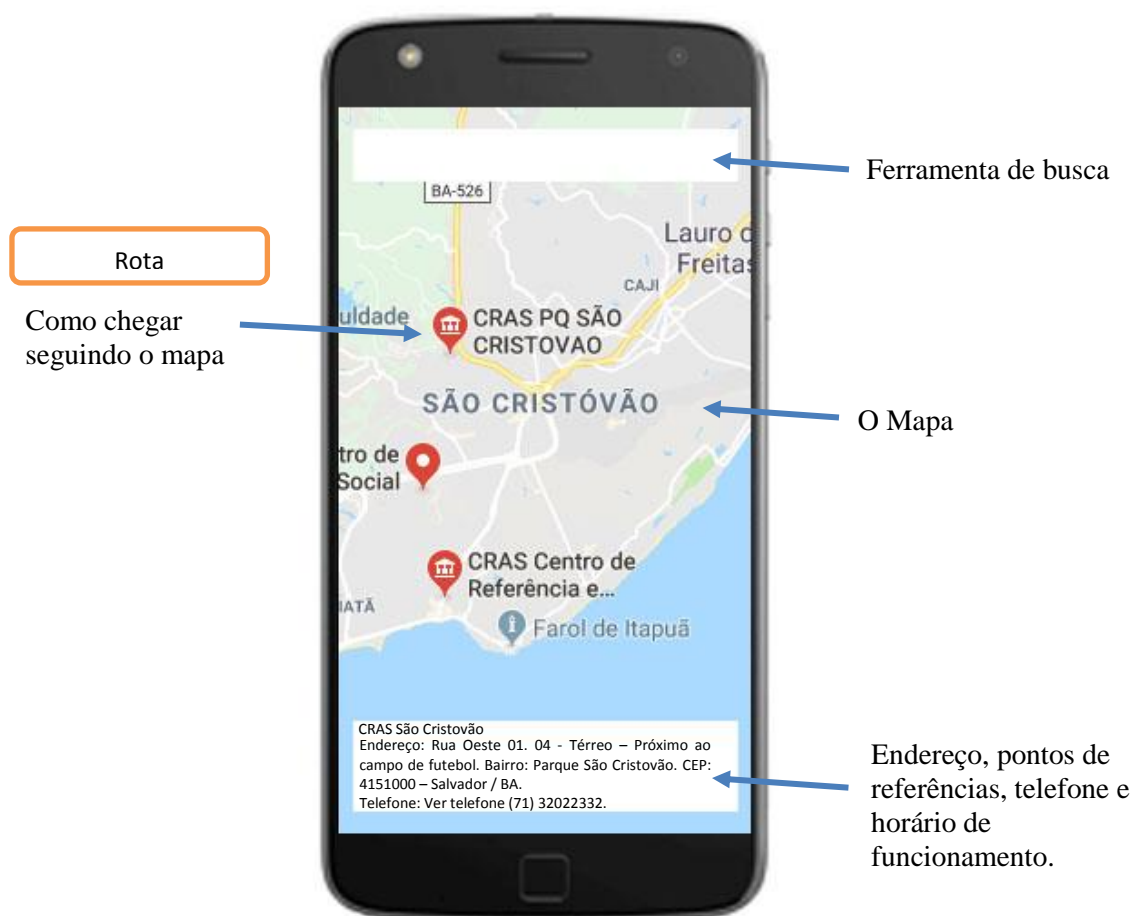 Ferramenta de busca
BA-526
Lauro d
Freitas
CAJI
Rota
Como chegar
seguindo o mapa
uldade
CRAS PQ SÃO
CRISTOVAO
SÃO CRISTÓVÃO
O Mapa
tro de
Social
CRAS Centro de
Referência e...
IATÃ
Farol de Itapuã
CRAS São Cristovão
Endereço: Rua Oeste 01. 04 - Térreo – Próximo ao
campo de futebol. Bairro: Parque São Cristovão. CEP:
4151000 – Salvador / BA.
Telefone: Ver telefone (71) 32022332.
Endereço, pontos de
referências, telefone e
horário de
funcionamento.